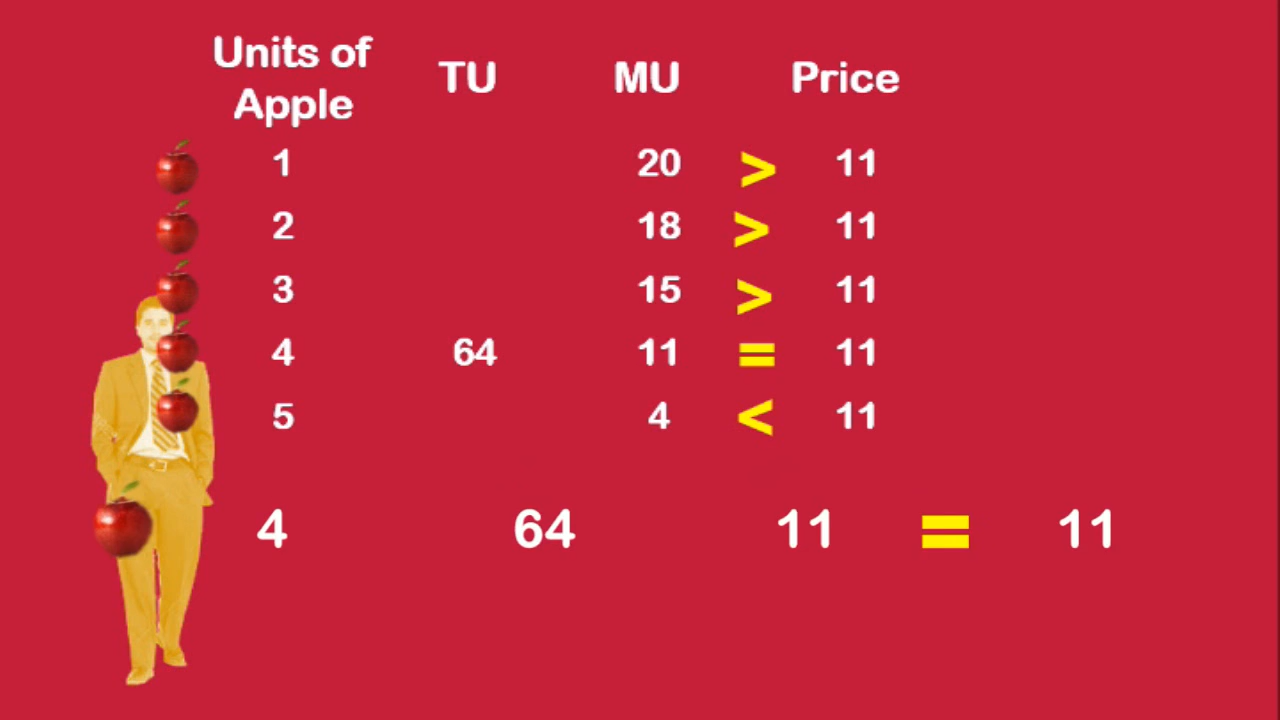 Units of
Apple TU MU Price
1 20 > 11
2 18 > 11
3 15 > 11
4 64 11 = 11
5 4 < 11
4 64 11 = 11